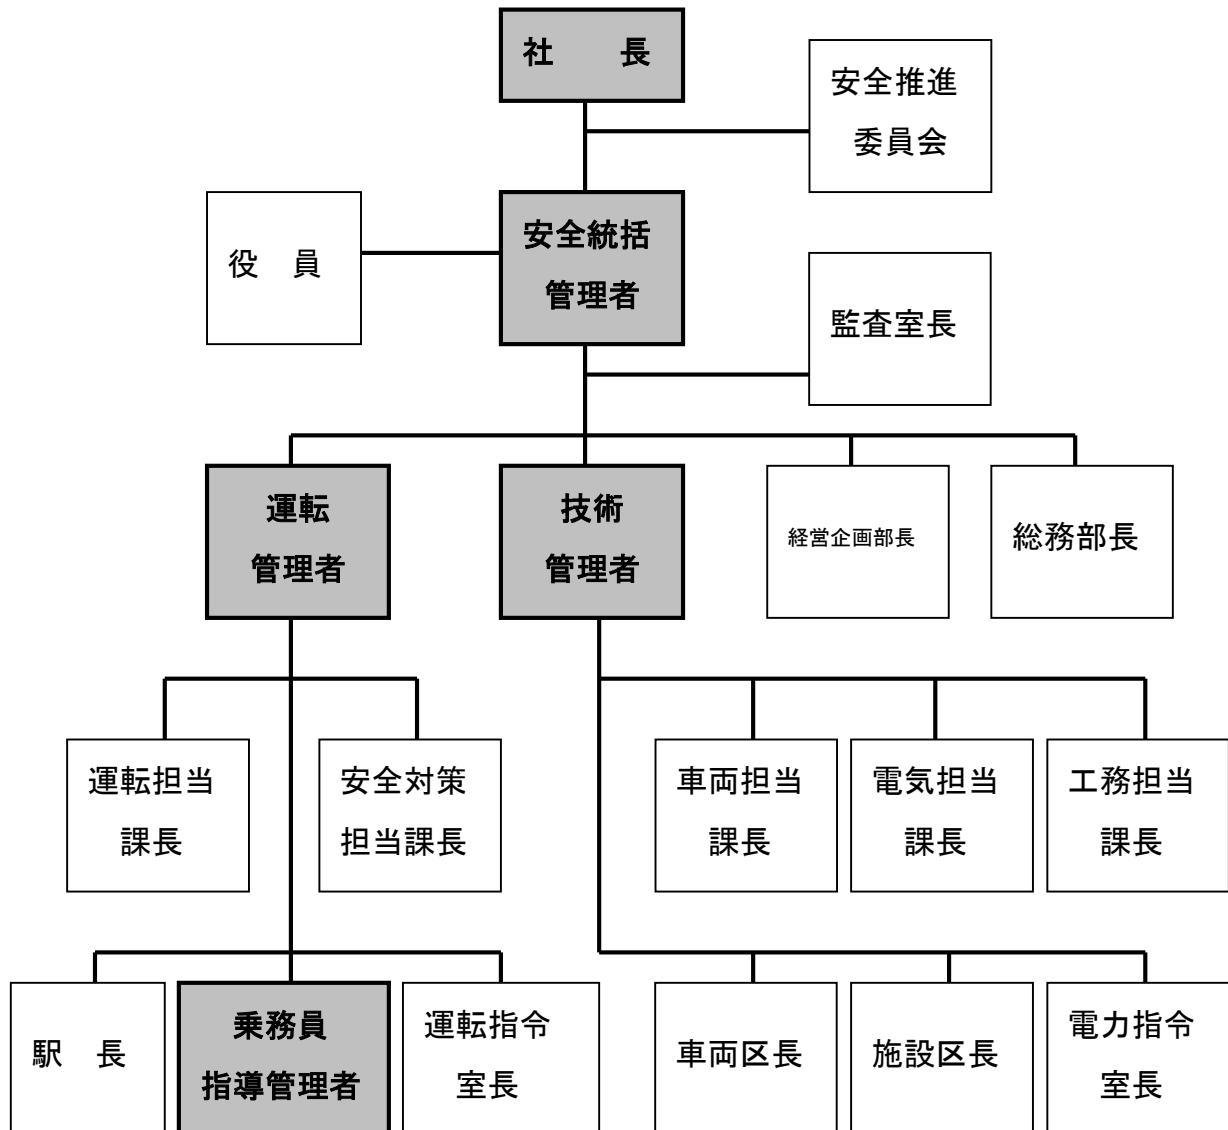 社　　長
安全推進
委員会
役　員
安全統括
管理者
監査室長
運転
管理者
技術
管理者
経営企画部長
総務部長
運転担当
課長
安全対策
担当課長
車両担当
課長
電気担当
課長
工務担当
課長
駅　長
乗務員
指導管理者
運転指令
室長
車両区長
施設区長
電力指令
室長